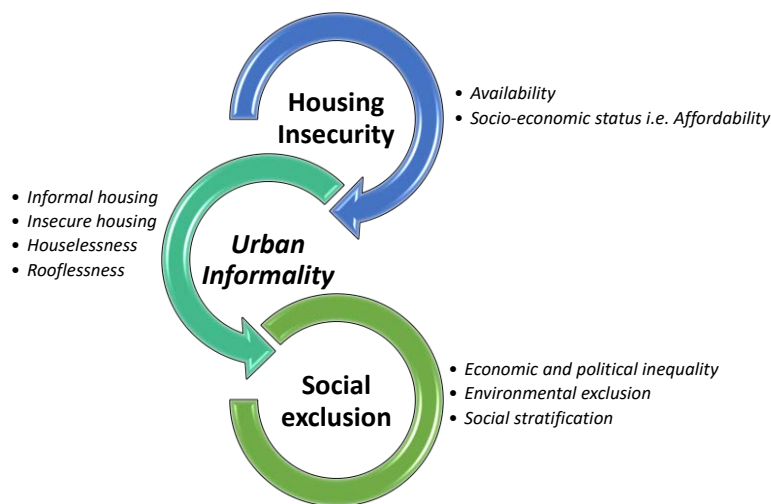 Housing
Insecurity
• Availability
• Socio-economic status i.e. Affordability
• Informal housing
• Insecure housing
• Houselessness
• Rooflessness
Urban
Informality
Social
exclusion
• Economic and political inequality
• Environmental exclusion
• Social stratification